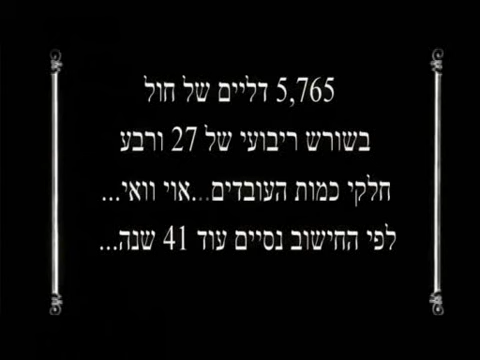 5,765 דליים של חול
בשורש ריבועי של 27 ורבע
חלקי כמות העובדים...אוי וואי...
לפי החישוב נסיים עוד 41 שנה...